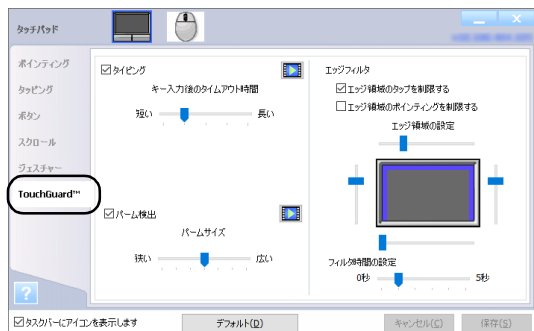 タッチパッド
ポインティング
タッピング
ボタン
スクロール
ジェスチャー
TouchGuard™
?
タイピング
キー入力後のタイムアウト時間
短い 長い
パーム検出
パームサイズ
狭い 広い
エッジフィルタ
エッジ領域のタップを制限する
エッジ領域のポインティングを制限する
エッジ領域の設定
フィルタ時間の設定
0秒 5秒
タスクバーにアイコンを表示します
デフォルト(D)
キャンセル(C)
保存(S)